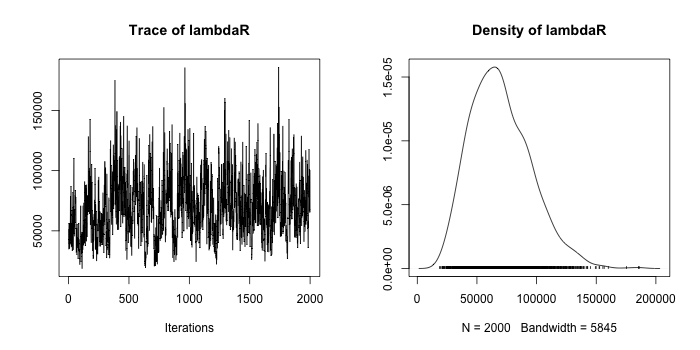 Trace of lambdaR
50000 100000 150000
0 500 1000 1500 2000
Iterations
Density of lambdaR
0.0e+00 5.0e-06 1.0e-05 1.5e-05
0 50000 100000 150000 200000
N = 2000 Bandwidth = 5845